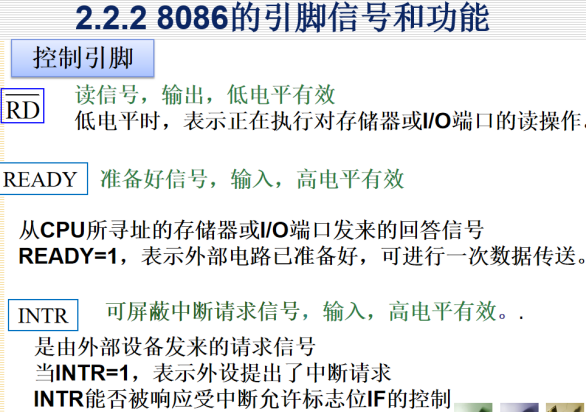 2.2.2 8086的引脚信号和功能
控制引脚
RD
读信号，输出，低电平有效
低电平时，表示正在执行对存储器或I/O端口的读操作.
READY
准备好信号，输入，高电平有效
从CPU所寻址的存储器或I/O端口发来的回答信号
READY=1，表示外部电路已准备好，可进行一次数据传送。
INTR
可屏蔽中断请求信号，输入，高电平有效。.
是由外部设备发来的请求信号
当INTR=1，表示外设提出了中断请求
INTR能否被响应受中断允许标志位IF的控制